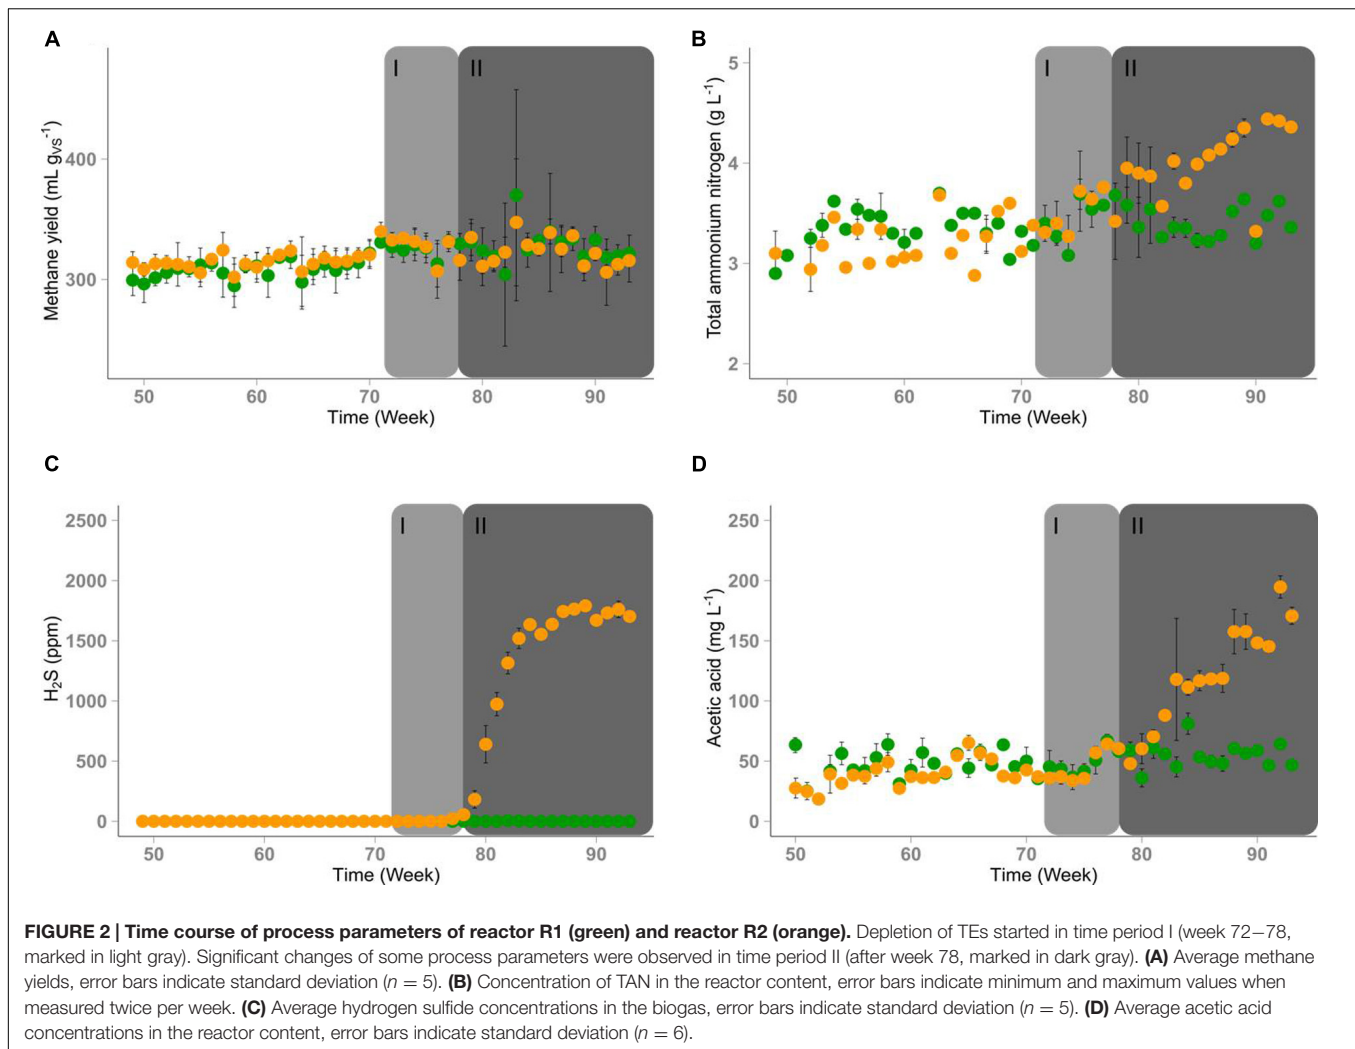 A
Methane yield (mL gVS-1)
400
300
I
II
50
60
70
80
90
Time (Week)
B
Total ammonium nitrogen (g L-1)
5
4
3
2
I
II
50
60
70
80
90
Time (Week)
C
H2S (ppm)
2500
2000
1500
1000
500
0
I
II
50
60
70
80
90
Time (Week)
D
Acetic acid (mg L-1)
250
200
150
100
50
0
I
II
50
60
70
80
90
Time (Week)
FIGURE 2 | Time course of process parameters of reactor R1 (green) and reactor R2 (orange). Depletion of TEs started in time period I (week 72–78,
marked in light gray). Significant changes of some process parameters were observed in time period II (after week 78, marked in dark gray). (A) Average methane
yields, error bars indicate standard deviation (n = 5). (B) Concentration of TAN in the reactor content, error bars indicate minimum and maximum values when
measured twice per week. (C) Average hydrogen sulfide concentrations in the biogas, error bars indicate standard deviation (n = 5). (D) Average acetic acid
concentrations in the reactor content, error bars indicate standard deviation (n = 6).